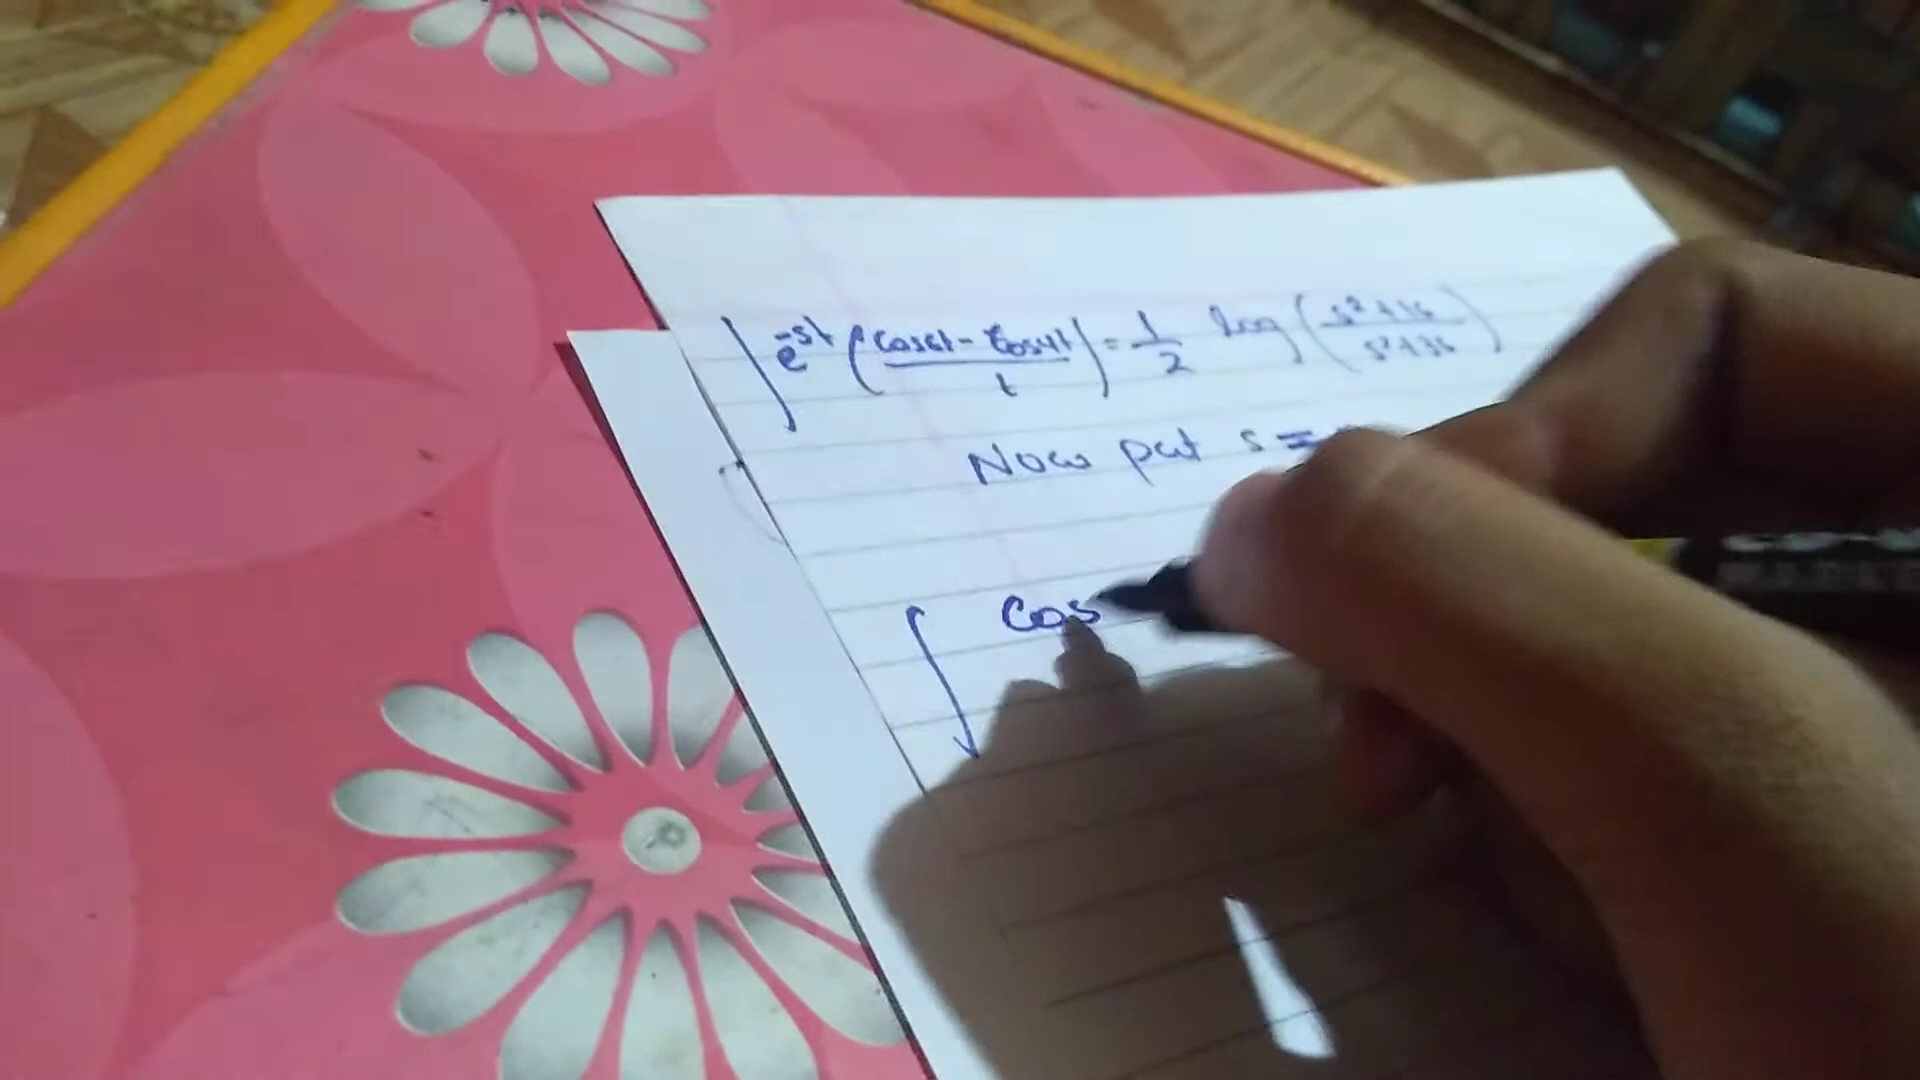 ∫ e^-st (cos6t - cos4t / t) = 1/2 log (s²+16 / s²+36)
Now put s =
∫ cos